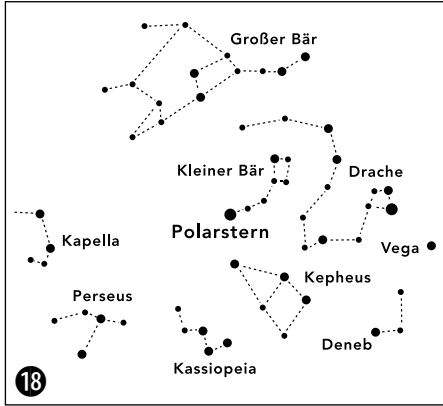 Großer Bär
Kleiner Bär
Drache
Polarstern
Kapella
Vega
Kepheus
Perseus
Kassiopeia
Deneb
18